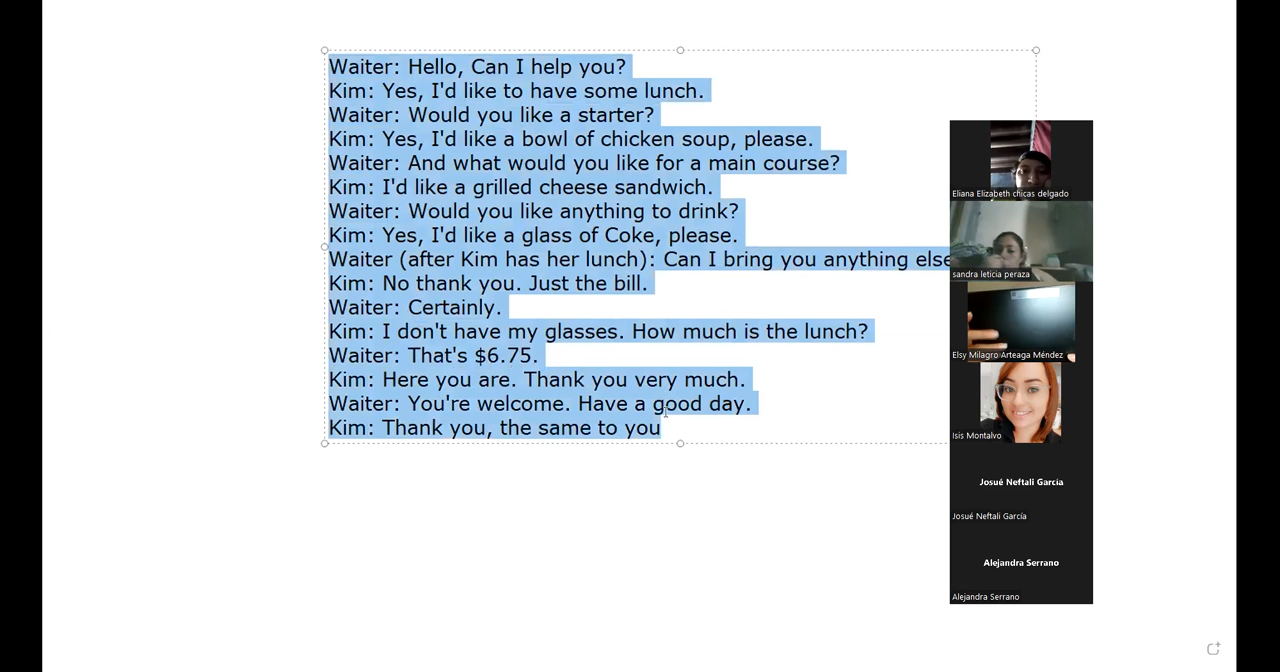 Waiter: Hello, Can I help you?
Kim: Yes, I'd like to have some lunch.
Waiter: Would you like a starter?
Kim: Yes, I'd like a bowl of chicken soup, please.
Waiter: And what would you like for a main course?
Kim: I'd like a grilled cheese sandwich.
Waiter: Would you like anything to drink?
Kim: Yes, I'd like a glass of Coke, please.
Waiter (after Kim has her lunch): Can I bring you anything else
Kim: No thank you. Just the bill.
Waiter: Certainly.
Kim: I don't have my glasses. How much is the lunch?
Waiter: That's $6.75.
Kim: Here you are. Thank you very much.
Waiter: You're welcome. Have a good day.
Kim: Thank you, the same to you
Eliana Elizabeth chicas delgado
sandra leticia peraza
Elsy Milagro Arteaga Méndez
Isis Montalvo
Josué Neftali García
Josué Neftali García
Alejandra Serrano
Alejandra Serrano